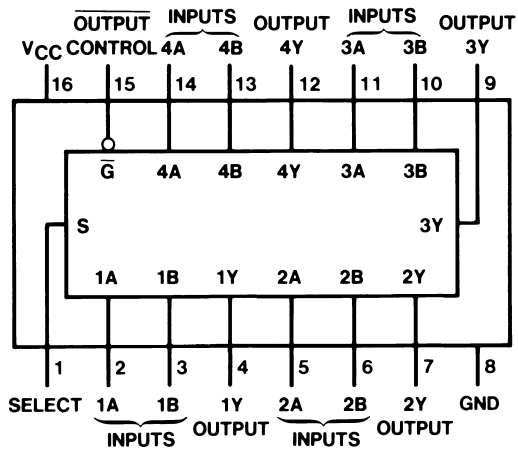 OUTPUT INPUTS OUTPUT INPUTS OUTPUT
VCC CONTROL 4A 4B 4Y 3A 3B 3Y
16 15 14 13 12 11 10 9
G 4A 4B 4Y 3A 3B
S 3Y
1A 1B 1Y 2A 2B 2Y
1 2 3 4 5 6 7 8
SELECT 1A 1B 1Y 2A 2B 2Y GND
INPUTS OUTPUT INPUTS OUTPUT